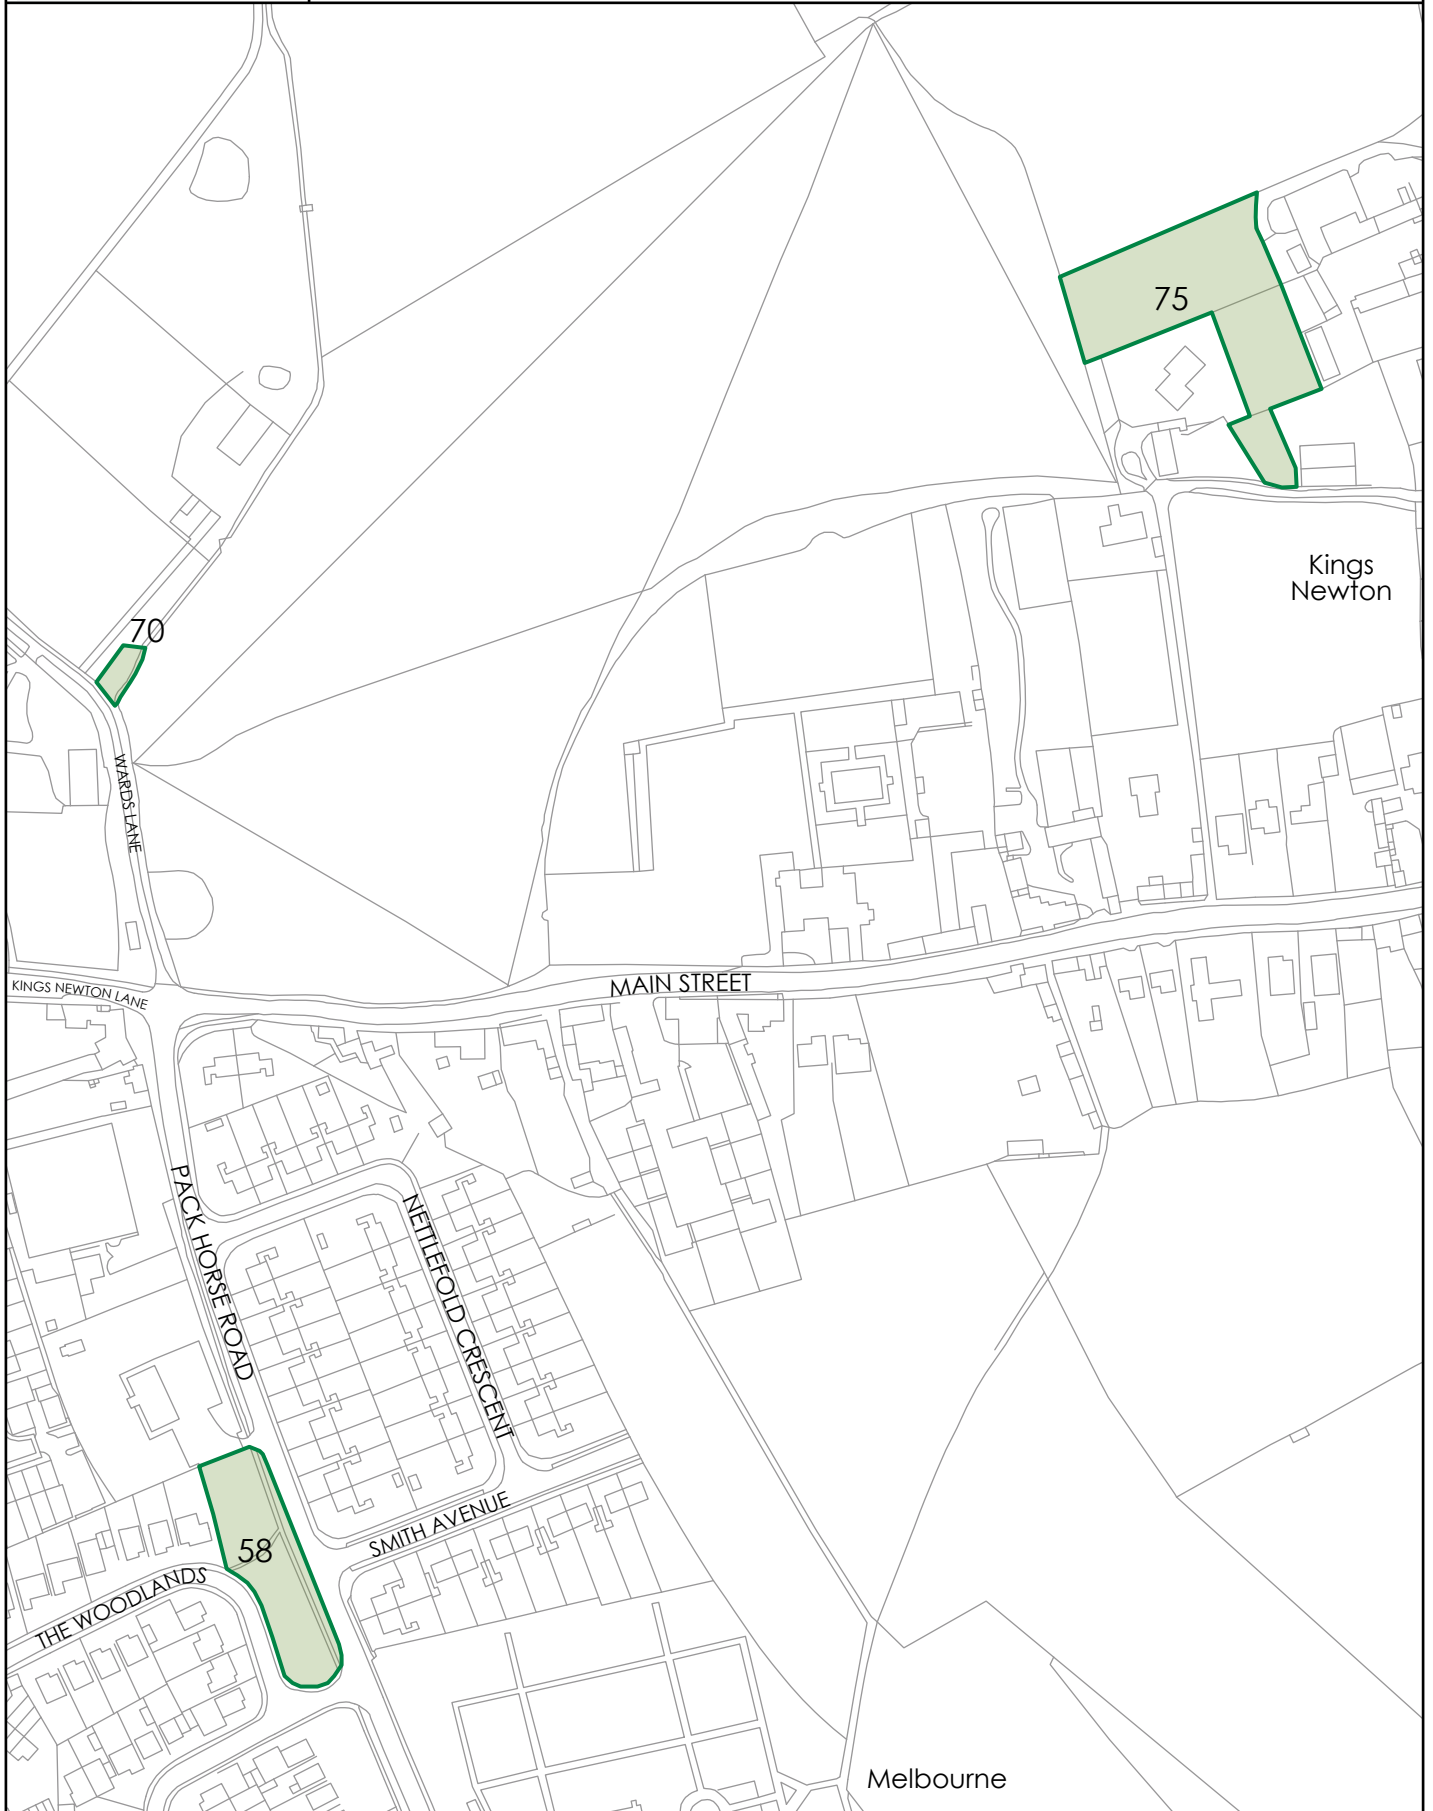 75
Kings
Newton
70
WARDS LANE
MAIN STREET
KINGS NEWTON LANE
PACK HORSE ROAD
NETTLEFOLD CRESCENT
SMITH AVENUE
58
THE WOODLANDS
Melbourne